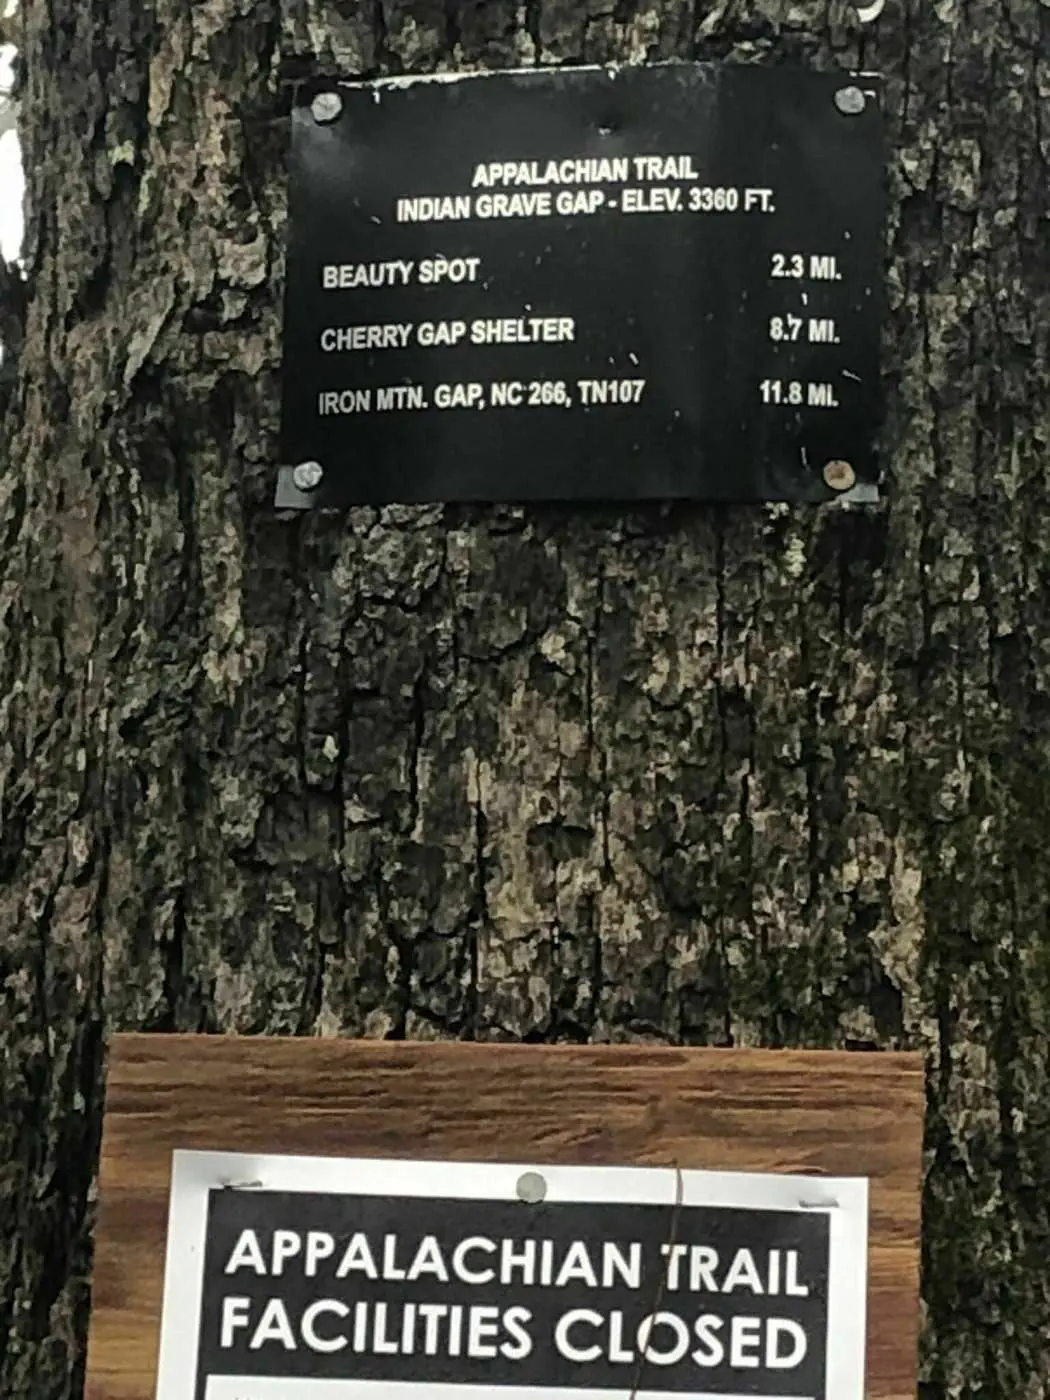 APPALACHIAN TRAIL
INDIAN GRAVE GAP - ELEV. 3360 FT.
BEAUTY SPOT 2.3 MI.
CHERRY GAP SHELTER 8.7 MI.
IRON MTN. GAP, NC 266, TN107 11.8 MI.
APPALACHIAN TRAIL
FACILITIES CLOSED